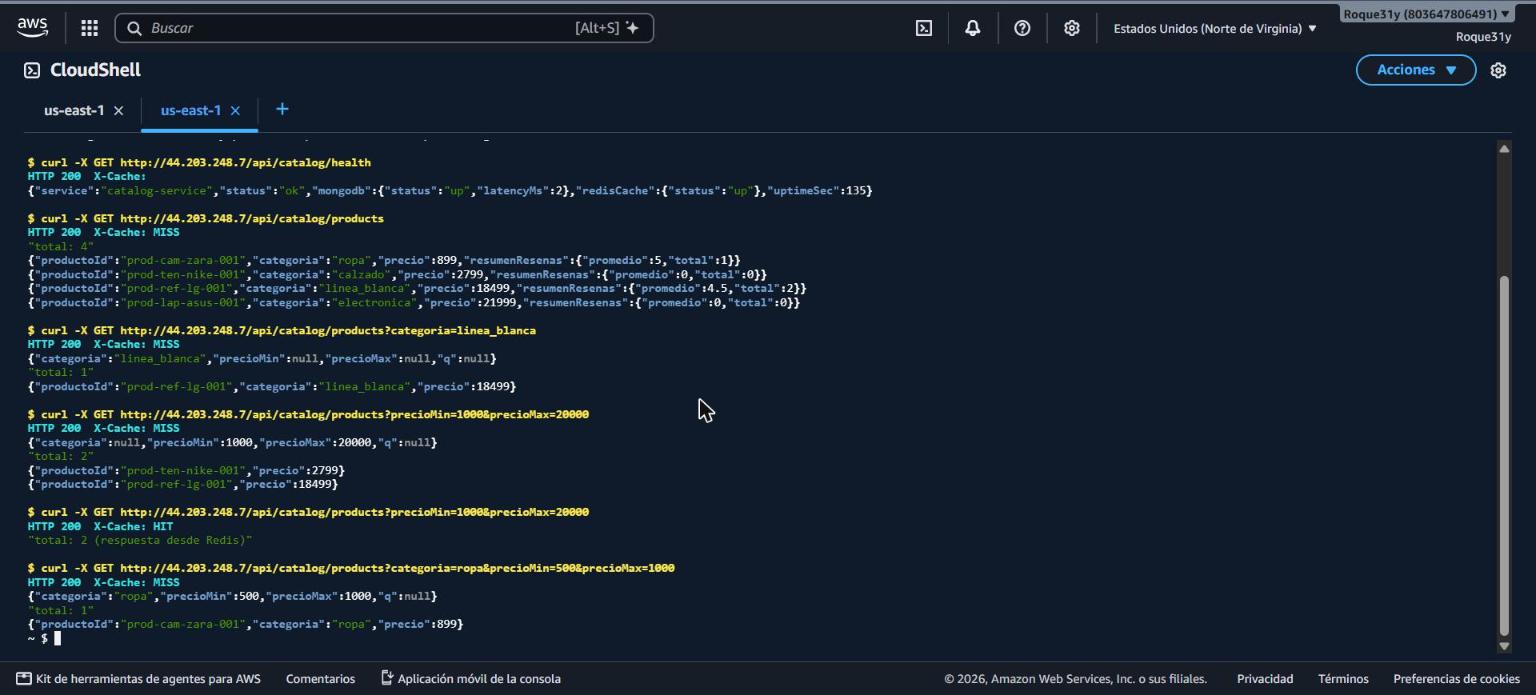 aws
Buscar
[Alt+S]
Estados Unidos (Norte de Virginia) ▼
Roque31y (803647806491) ▼
Roque31y
CloudShell
Acciones ▼
us-east-1 ×
us-east-1 ×
+
$ curl -X GET http://44.203.248.7/api/catalog/health
HTTP 200  X-Cache:
{"service":"catalog-service","status":"ok","mongodb":{"status":"up","latencyMs":2},"redisCache":{"status":"up"},"uptimeSec":135}
$ curl -X GET http://44.203.248.7/api/catalog/products
HTTP 200  X-Cache: MISS
"total: 4"
{"productoId":"prod-cam-zara-001","categoria":"ropa","precio":899,"resumenResenas":{"promedio":5,"total":1}}
{"productoId":"prod-ten-nike-001","categoria":"calzado","precio":2799,"resumenResenas":{"promedio":0,"total":0}}
{"productoId":"prod-ref-lg-001","categoria":"linea_blanca","precio":18499,"resumenResenas":{"promedio":4.5,"total":2}}
{"productoId":"prod-lap-asus-001","categoria":"electronica","precio":21999,"resumenResenas":{"promedio":0,"total":0}}
$ curl -X GET http://44.203.248.7/api/catalog/products?categoria=linea_blanca
HTTP 200  X-Cache: MISS
{"categoria":"linea_blanca","precioMin":null,"precioMax":null,"q":null}
"total: 1"
{"productoId":"prod-ref-lg-001","categoria":"linea_blanca","precio":18499}
$ curl -X GET http://44.203.248.7/api/catalog/products?precioMin=1000&precioMax=20000
HTTP 200  X-Cache: MISS
{"categoria":null,"precioMin":1000,"precioMax":20000,"q":null}
"total: 2"
{"productoId":"prod-ten-nike-001","precio":2799}
{"productoId":"prod-ref-lg-001","precio":18499}
$ curl -X GET http://44.203.248.7/api/catalog/products?precioMin=1000&precioMax=20000
HTTP 200  X-Cache: HIT
"total: 2 (respuesta desde Redis)"
$ curl -X GET http://44.203.248.7/api/catalog/products?categoria=ropa&precioMin=500&precioMax=1000
HTTP 200  X-Cache: MISS
{"categoria":"ropa","precioMin":500,"precioMax":1000,"q":null}
"total: 1"
{"productoId":"prod-cam-zara-001","categoria":"ropa","precio":899}
~ $
Kit de herramientas de agentes para AWS
Comentarios
Aplicación móvil de la consola
© 2026, Amazon Web Services, Inc. o sus filiales.
Privacidad
Términos
Preferencias de cookies